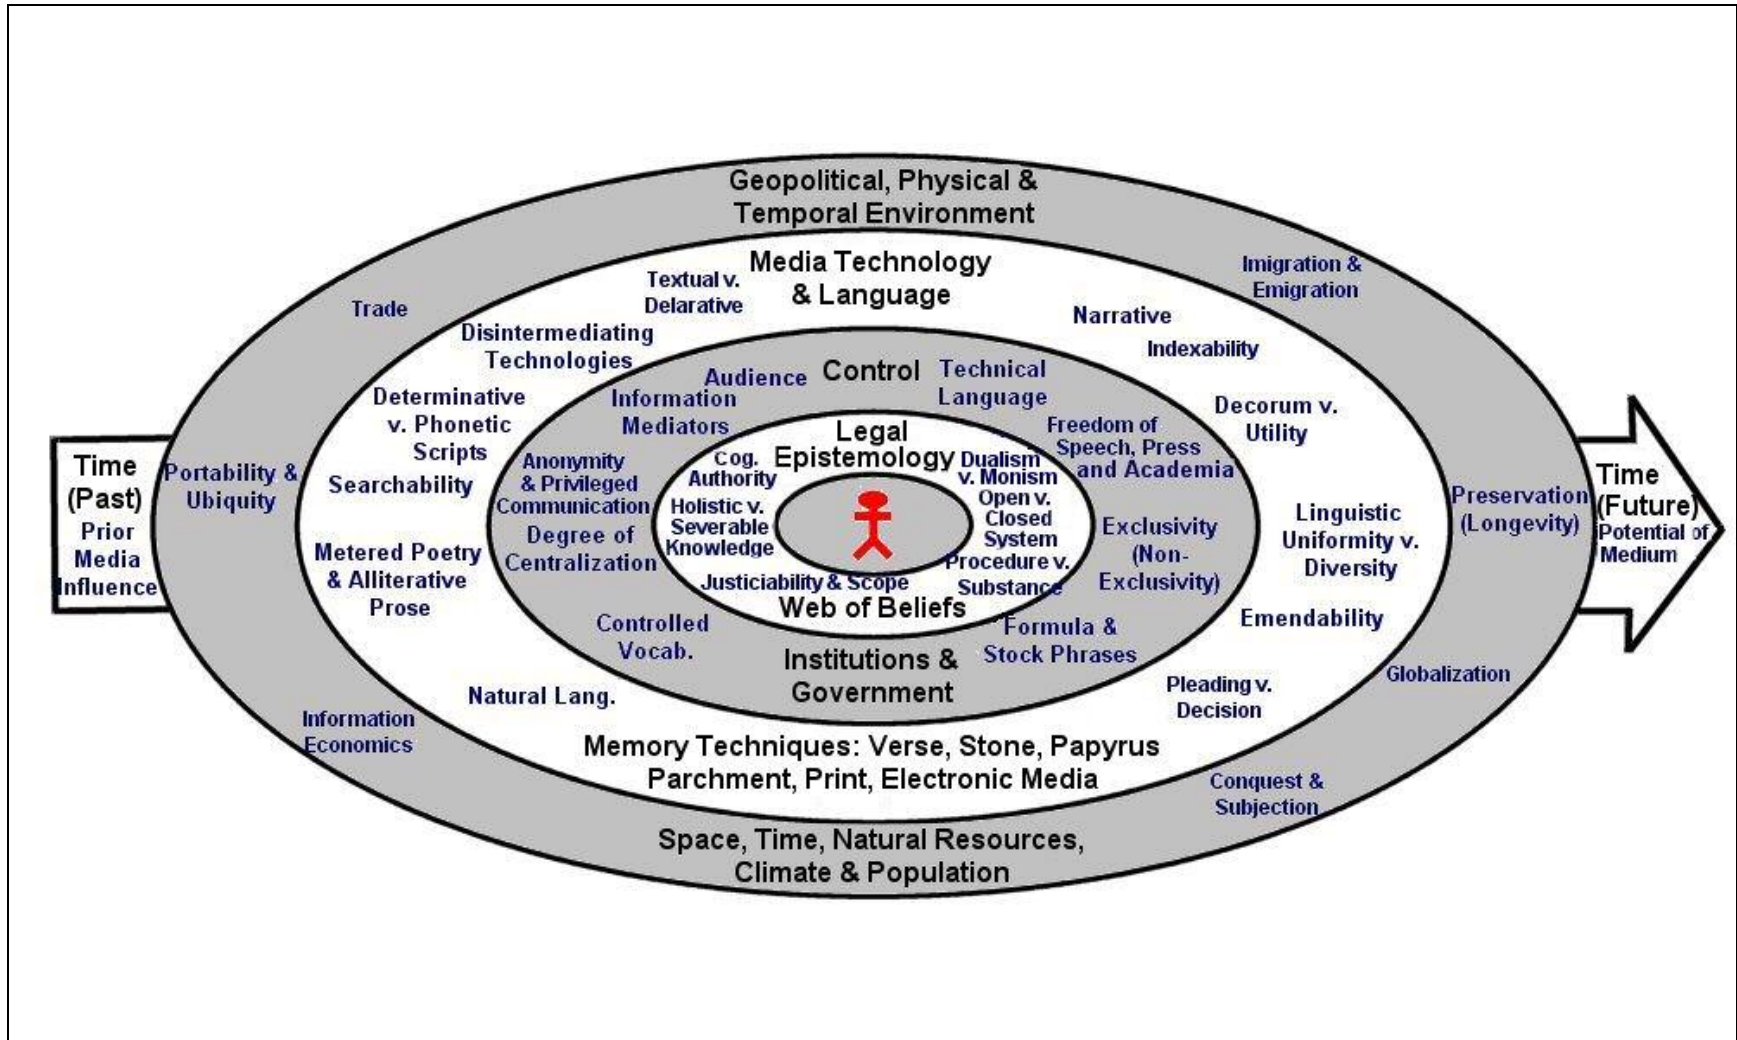 Geopolitical, Physical &
Temporal Environment
Media Technology
& Language
Textual v.
Delarative
Imigration &
Emigration
Trade
Narrative
Disintermediating
Technologies
Indexability
Control
Audience
Technical
Language
Information
Mediators
Determinative
v. Phonetic
Scripts
Decorum v.
Utility
Freedom of
Speech, Press
and Academia
Legal
Epistemology
Cog.
Authority
Dualism
v. Monism
Anonymity
& Privileged
Communication
Searchability
Portability &
Ubiquity
Time
(Past)
Prior
Media
Influence
Holistic v.
Severable
Knowledge
Open v.
Closed
System
Preservation
(Longevity)
Time
(Future)
Potential of
Medium
Linguistic
Uniformity v.
Diversity
Exclusivity
(Non-
Exclusivity)
Degree of
Centralization
Metered Poetry
& Alliterative
Prose
Procedure v.
Substance
Justiciability & Scope
Web of Beliefs
Emendability
Controlled
Vocab.
Formula &
Stock Phrases
Institutions &
Government
Globalization
Natural Lang.
Pleading v.
Decision
Information
Economics
Memory Techniques: Verse, Stone, Papyrus
Parchment, Print, Electronic Media
Conquest &
Subjection
Space, Time, Natural Resources,
Climate & Population